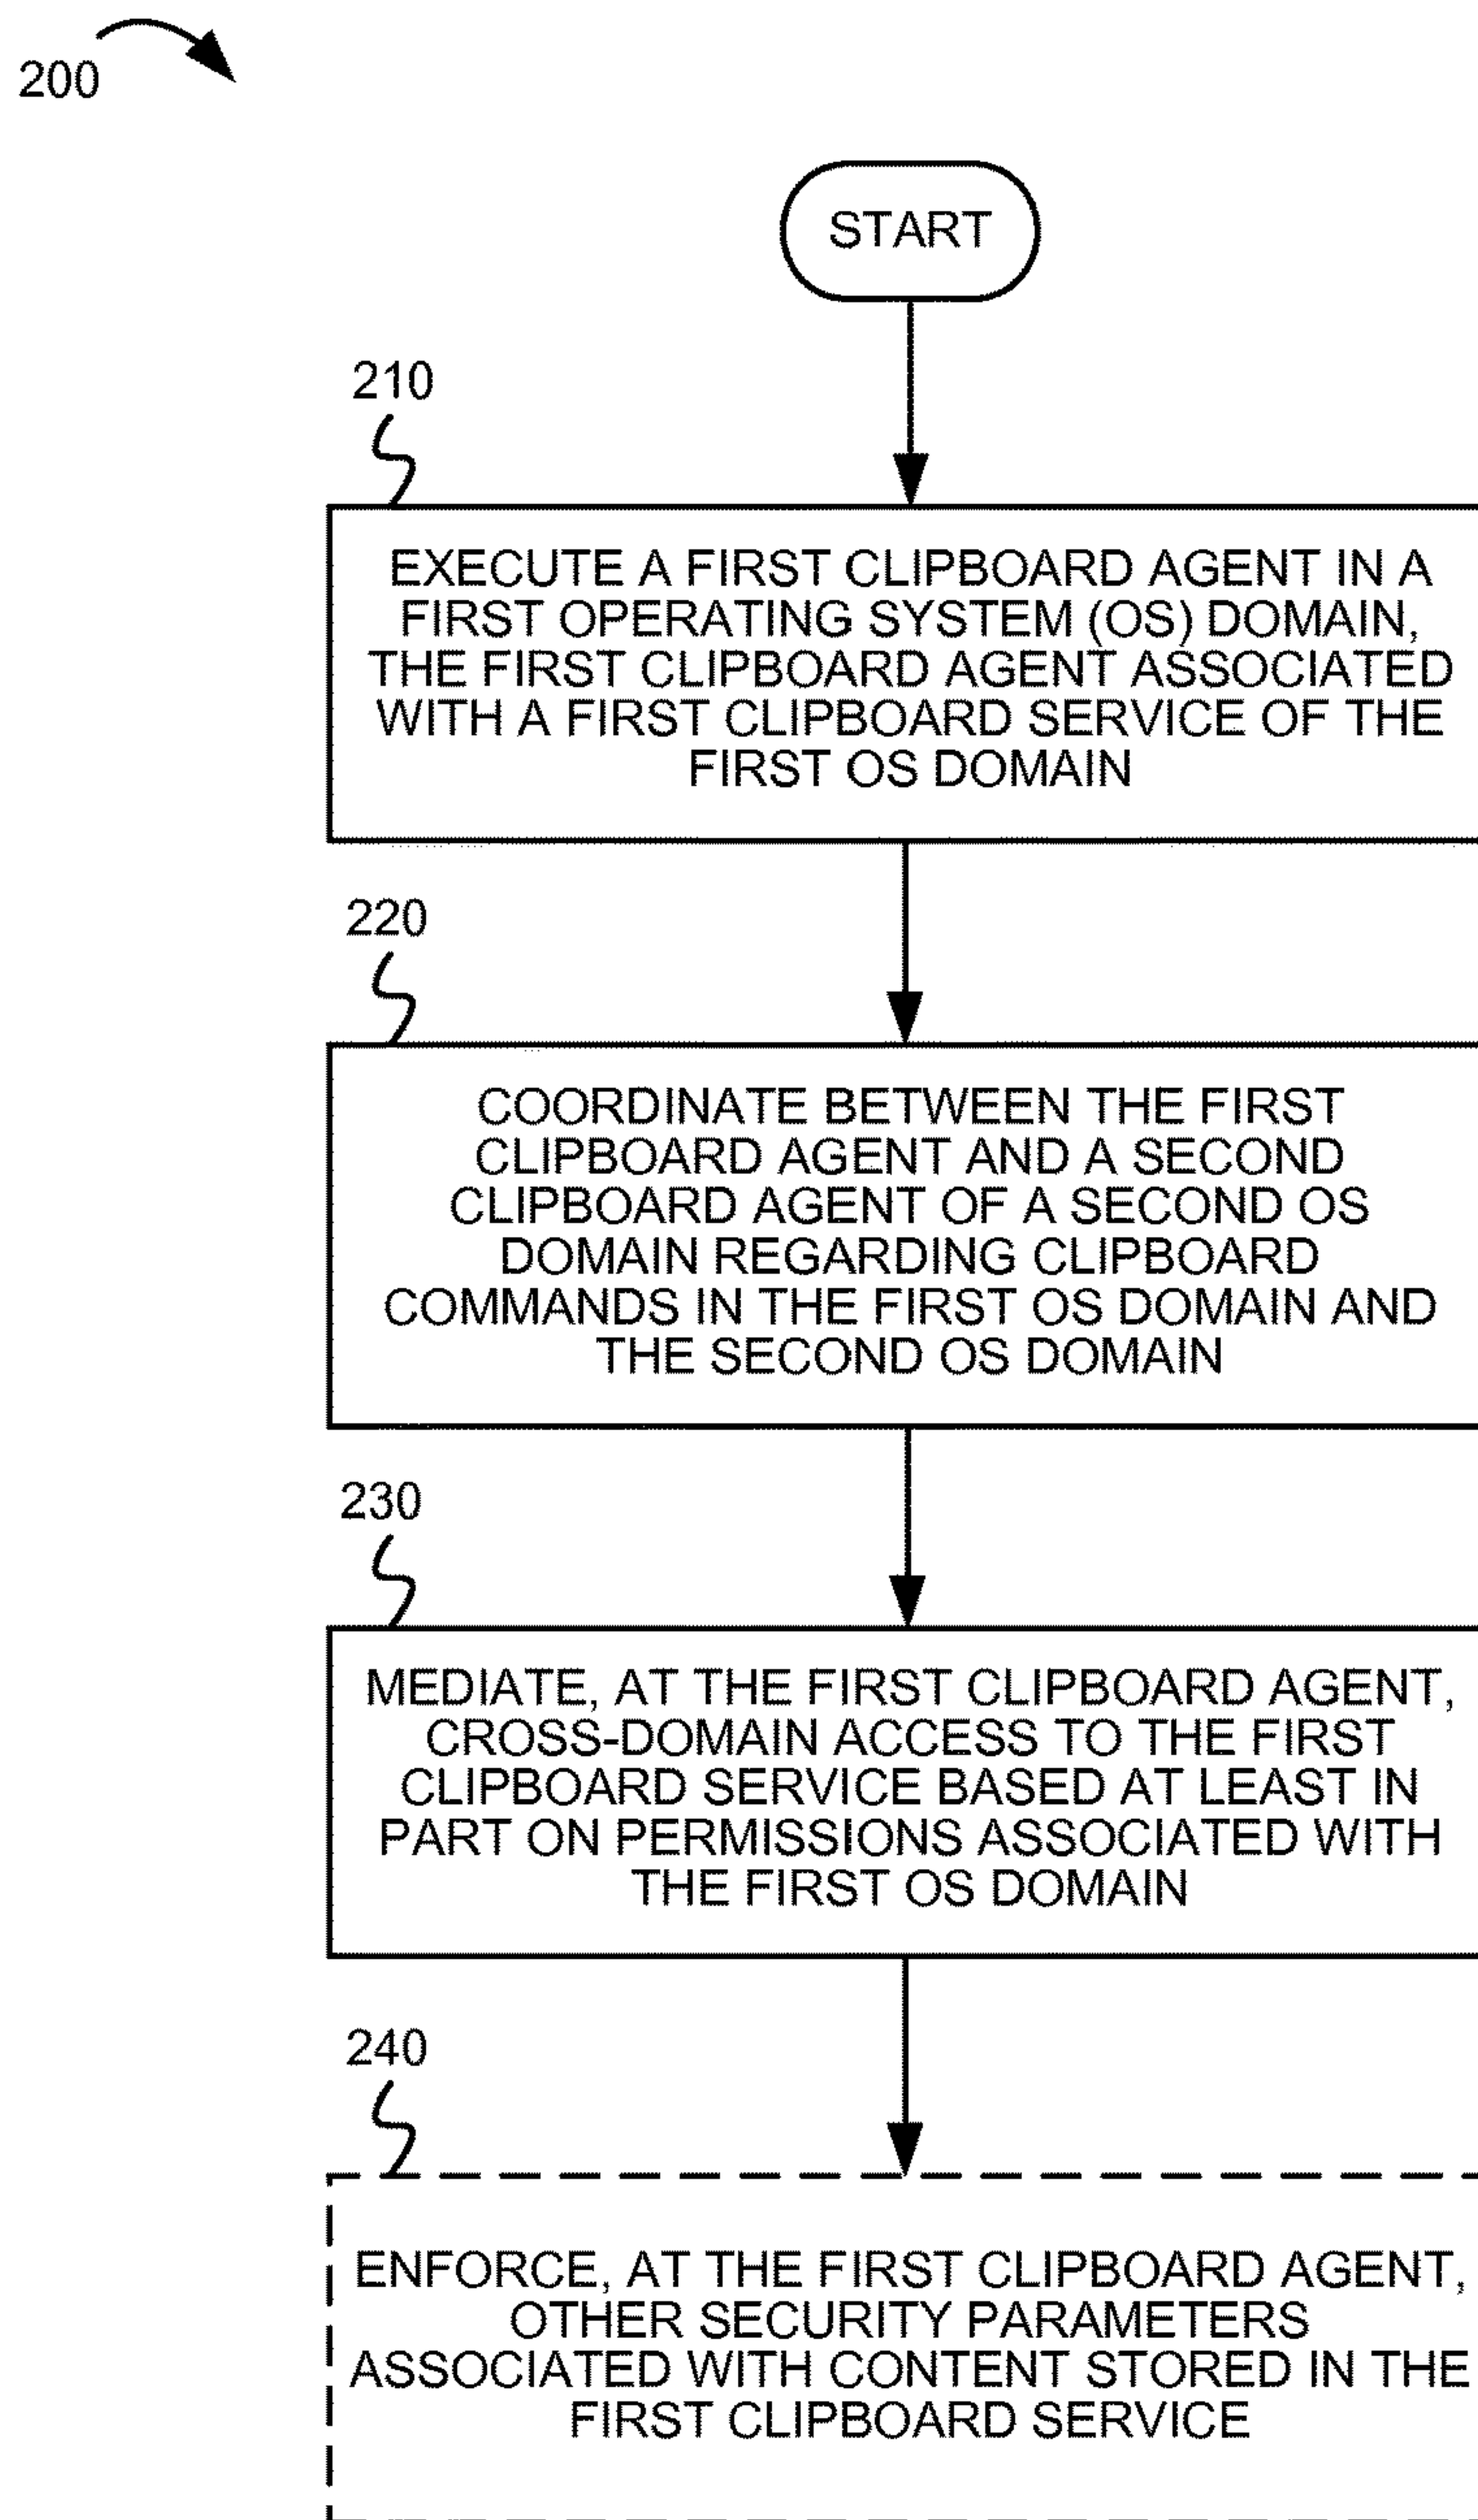 200
START
210
EXECUTE A FIRST CLIPBOARD AGENT IN A
FIRST OPERATING SYSTEM (OS) DOMAIN,
THE FIRST CLIPBOARD AGENT ASSOCIATED
WITH A FIRST CLIPBOARD SERVICE OF THE
FIRST OS DOMAIN
220
COORDINATE BETWEEN THE FIRST
CLIPBOARD AGENT AND A SECOND
CLIPBOARD AGENT OF A SECOND OS
DOMAIN REGARDING CLIPBOARD
COMMANDS IN THE FIRST OS DOMAIN AND
THE SECOND OS DOMAIN
230
MEDIATE, AT THE FIRST CLIPBOARD AGENT,
CROSS-DOMAIN ACCESS TO THE FIRST
CLIPBOARD SERVICE BASED AT LEAST IN
PART ON PERMISSIONS ASSOCIATED WITH
THE FIRST OS DOMAIN
240
ENFORCE, AT THE FIRST CLIPBOARD AGENT,
OTHER SECURITY PARAMETERS
ASSOCIATED WITH CONTENT STORED IN THE
FIRST CLIPBOARD SERVICE